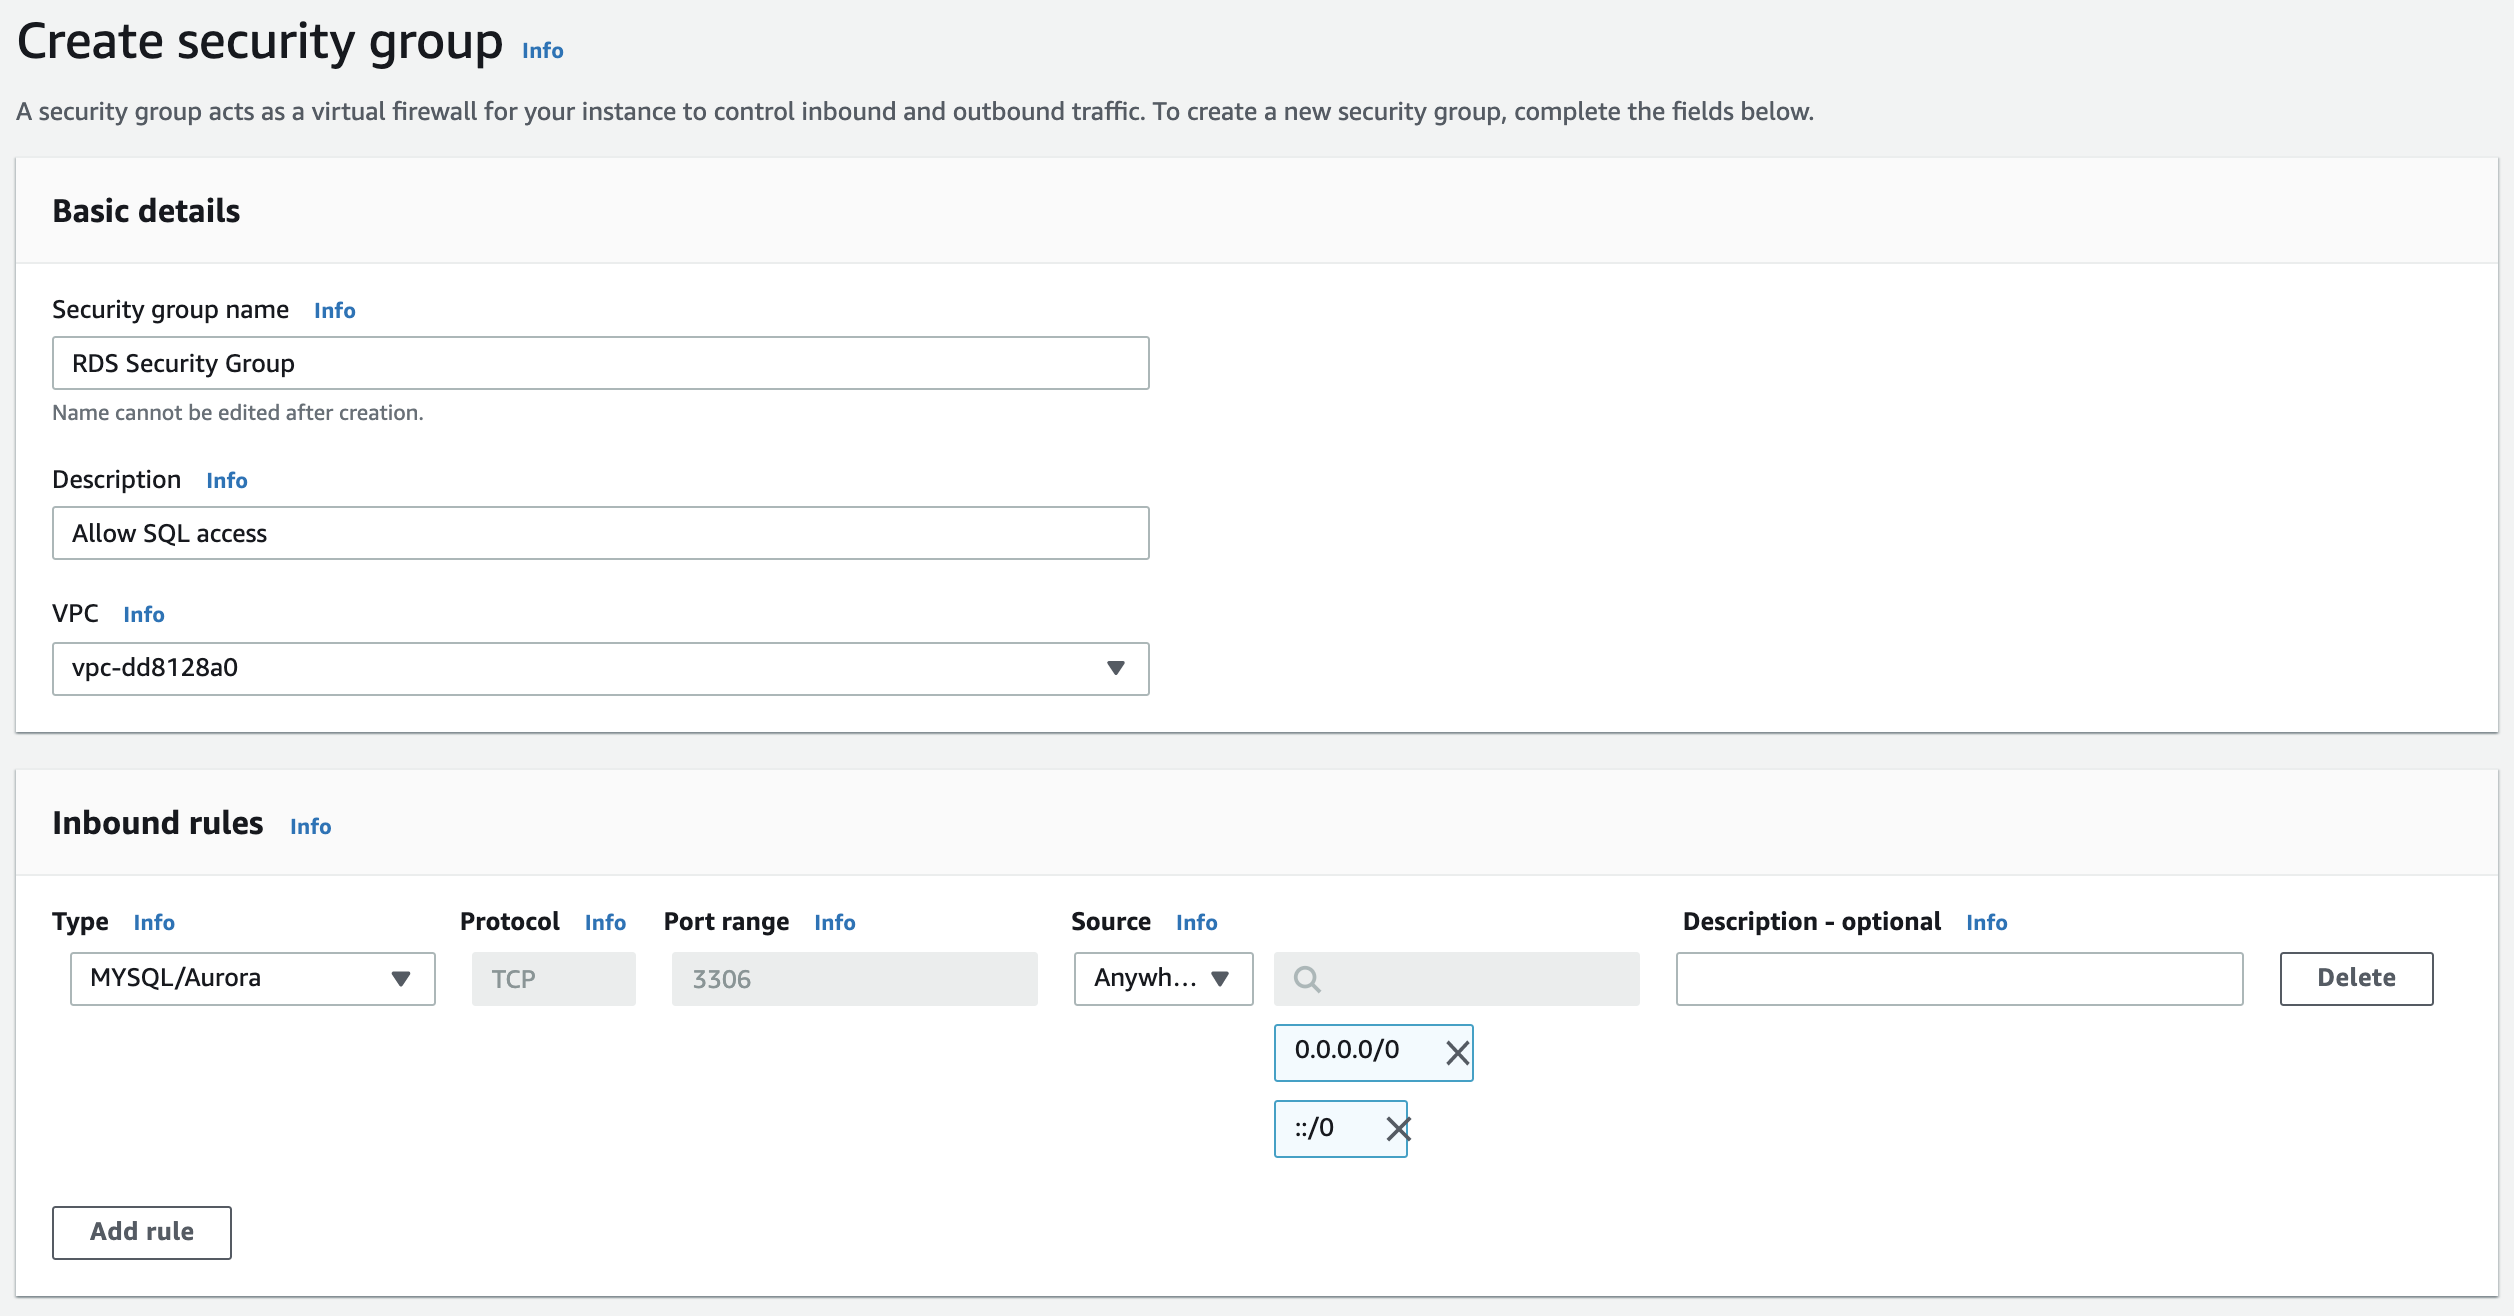 Create security group Info
A security group acts as a virtual firewall for your instance to control inbound and outbound traffic. To create a new security group, complete the fields below.
Basic details
Security group name Info
RDS Security Group
Name cannot be edited after creation.
Description Info
Allow SQL access
VPC Info
vpc-dd8128a0
Inbound rules Info
Type Info Protocol Info Port range Info Source Info Description - optional Info
MYSQL/Aurora TCP 3306 Anywh... Delete
0.0.0.0/0
::/0
Add rule